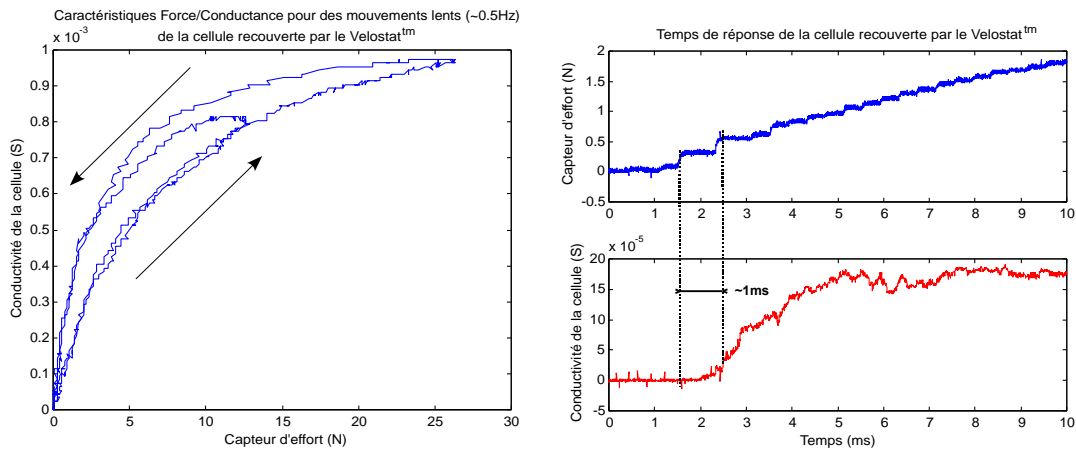 Caractéristiques Force/Conductance pour des mouvements lents (~0.5Hz)
de la cellule recouverte par le Velostat^tm
x 10^-3
1
0.9
0.8
0.7
0.6
0.5
0.4
0.3
0.2
0.1
0
0 5 10 15 20 25 30
Conductivité de la cellule (S)
Capteur d'effort (N)
Temps de réponse de la cellule recouverte par le Velostat^tm
2
1.5
1
0.5
0
-0.5
0 1 2 3 4 5 6 7 8 9 10
Capteur d'effort (N)
x 10^-5
20
15
10
5
0
-5
0 1 2 3 4 5 6 7 8 9 10
~1ms
Conductivité de la cellule (S)
Temps (ms)